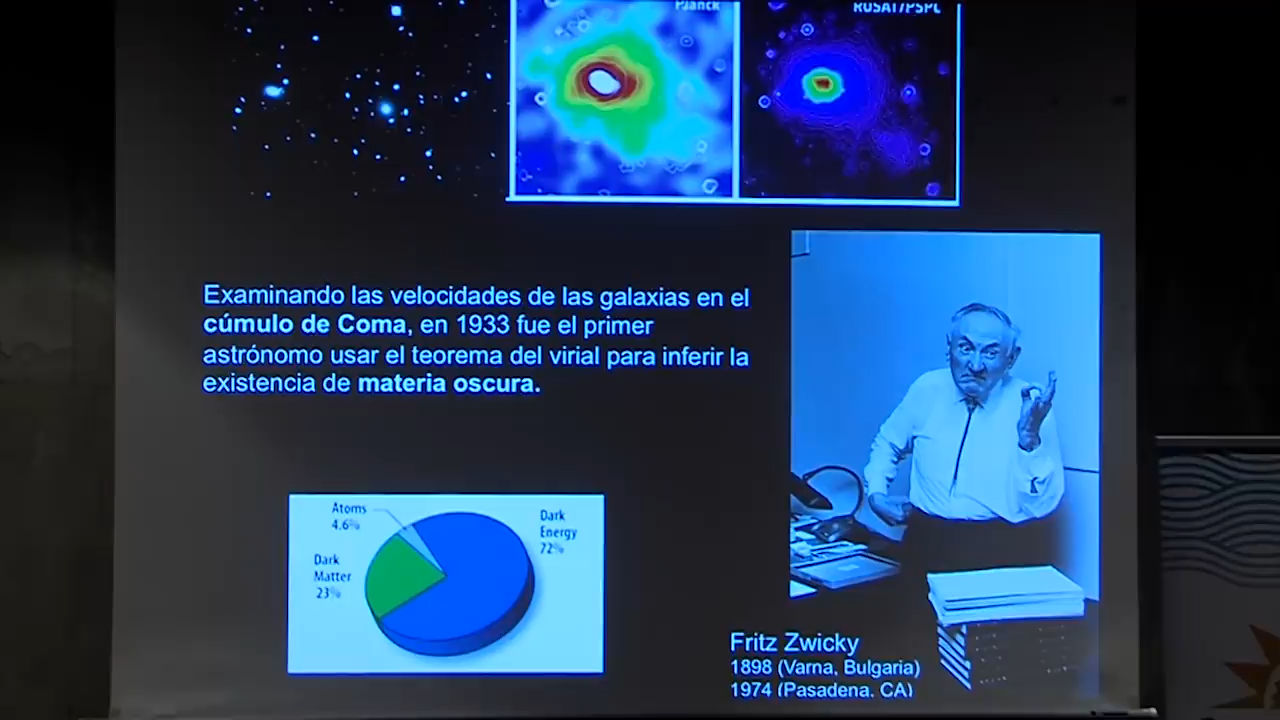 Planck
ROSAT/PSPC
Examinando las velocidades de las galaxias en el
cúmulo de Coma, en 1933 fue el primer
astrónomo usar el teorema del virial para inferir la
existencia de materia oscura.
Atoms
4.6%
Dark
Energy
72%
Dark
Matter
23%
Fritz Zwicky
1898 (Varna, Bulgaria)
1974 (Pasadena, CA)